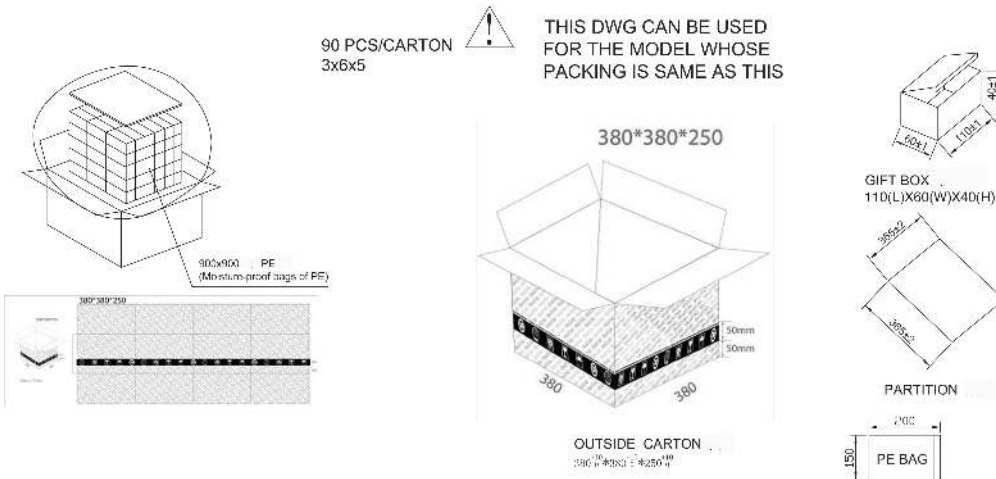 90 PCS/CARTON
3x6x5
THIS DWG CAN BE USED
FOR THE MODEL WHOSE
PACKING IS SAME AS THIS
900x900 PE
(Moisture-proof bags of PE)
380*380*250
380*380*250
50mm
50mm
380
380
OUTSIDE CARTON
60±1
110±1
40±1
GIFT BOX
110(L)X60(W)X40(H)
365±2
PARTITION
200
150
PE BAG